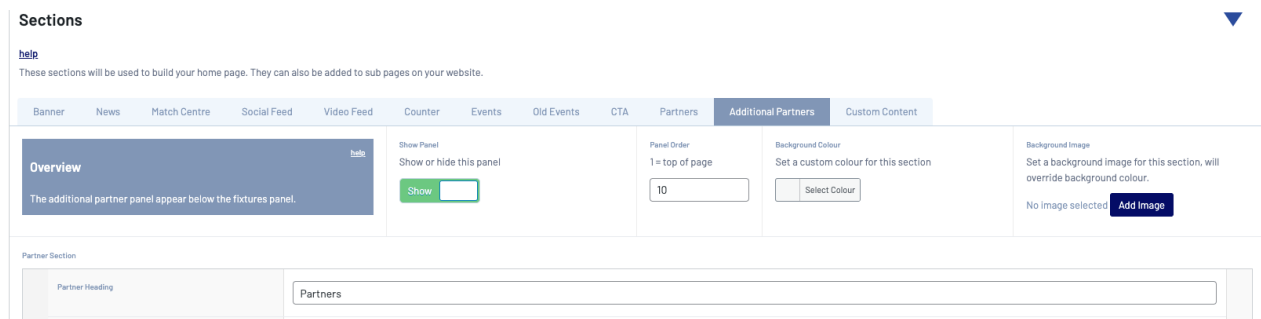 Sections
help
These sections will be used to build your home page. They can also be added to sub pages on your website.
Banner News Match Centre Social Feed Video Feed Counter Events Old Events CTA Partners Additional Partners Custom Content
help
Overview
The additional partner panel appear below the fixtures panel.
Show Panel
Show or hide this panel
Show
Panel Order
1 = top of page
10
Background Colour
Set a custom colour for this section
Select Colour
Background Image
Set a background image for this section, will
override background colour.
No image selected Add Image
Partner Section
Partner Heading
Partners